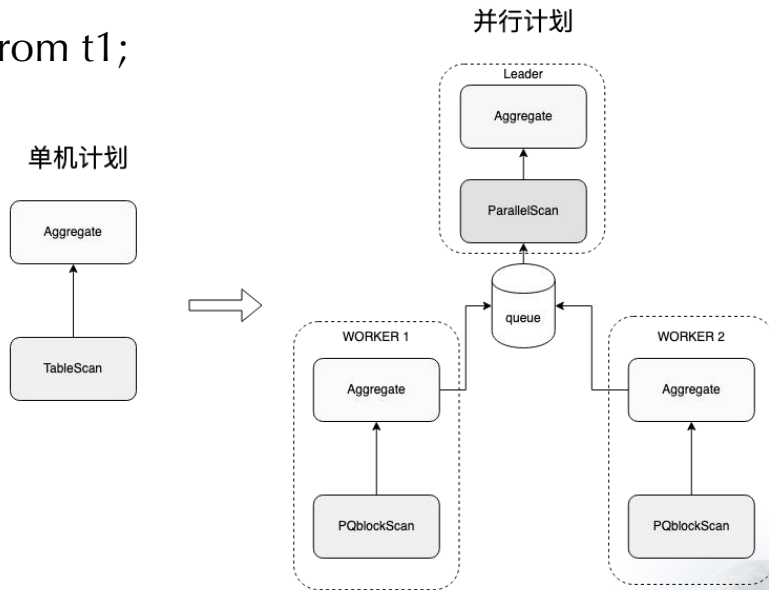 rom t1;
单机计划
Aggregate
TableScan
并行计划
Leader
Aggregate
ParallelScan
queue
WORKER 1
Aggregate
PQblockScan
WORKER 2
Aggregate
PQblockScan